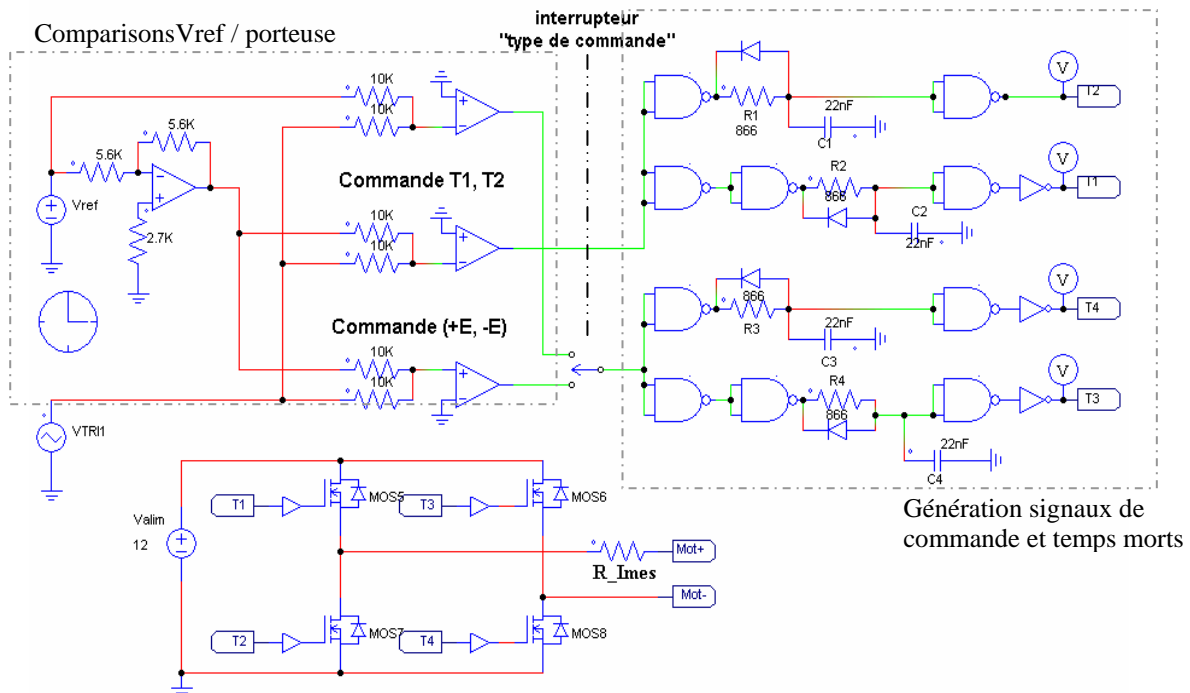 ComparisonsVref / porteuse
interrupteur
"type de commande"
10K
10K
5.6K
5.6K
Vref
2.7K
Commande T1, T2
10K
10K
Commande (+E, -E)
10K
10K
VTRI1
R1
866
22nF
C1
V
T2
R2
866
C2
22nF
V
T1
866
R3
22nF
C3
V
T4
R4
866
22nF
C4
V
T3
Génération signaux de
commande et temps morts
Valim
12
T1
MOS5
T3
MOS6
R_Imes
Mot+
Mot-
T2
MOS7
T4
MOS8